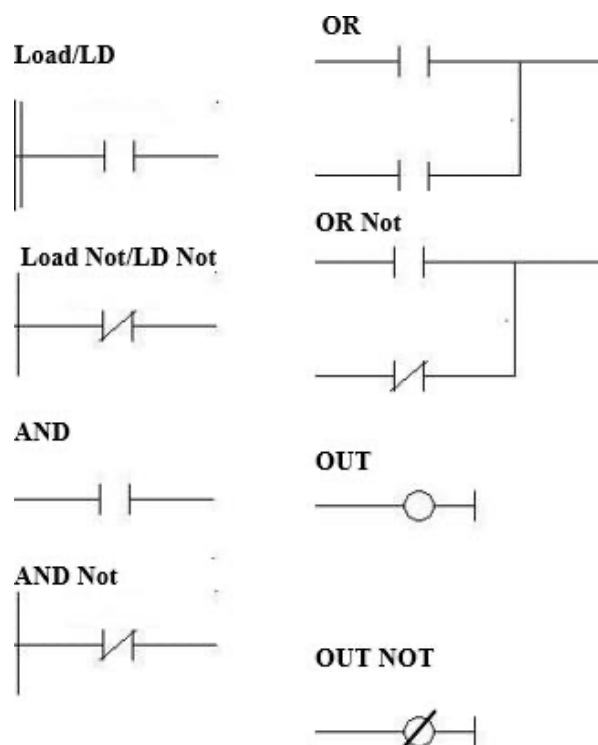 Load/LD
Load Not/LD Not
AND
AND Not
OR
OR Not
OUT
OUT NOT